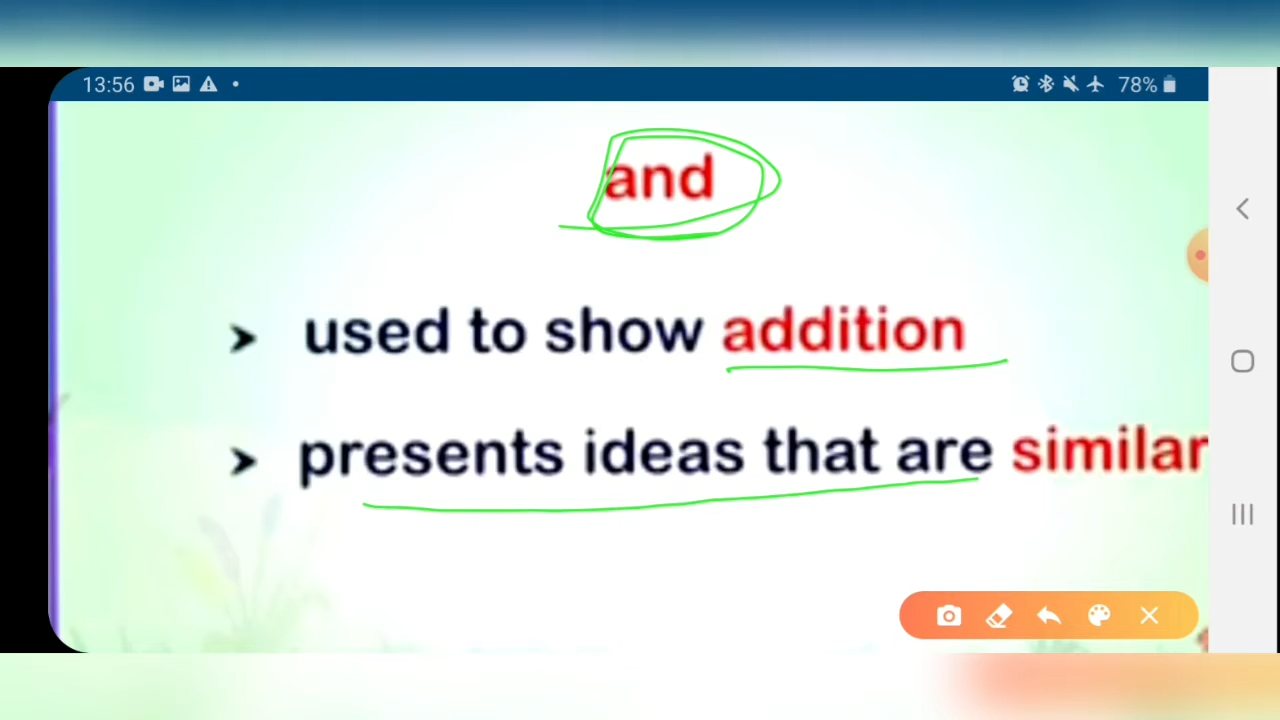 13:56
78%
and
➤ used to show addition
➤ presents ideas that are similar